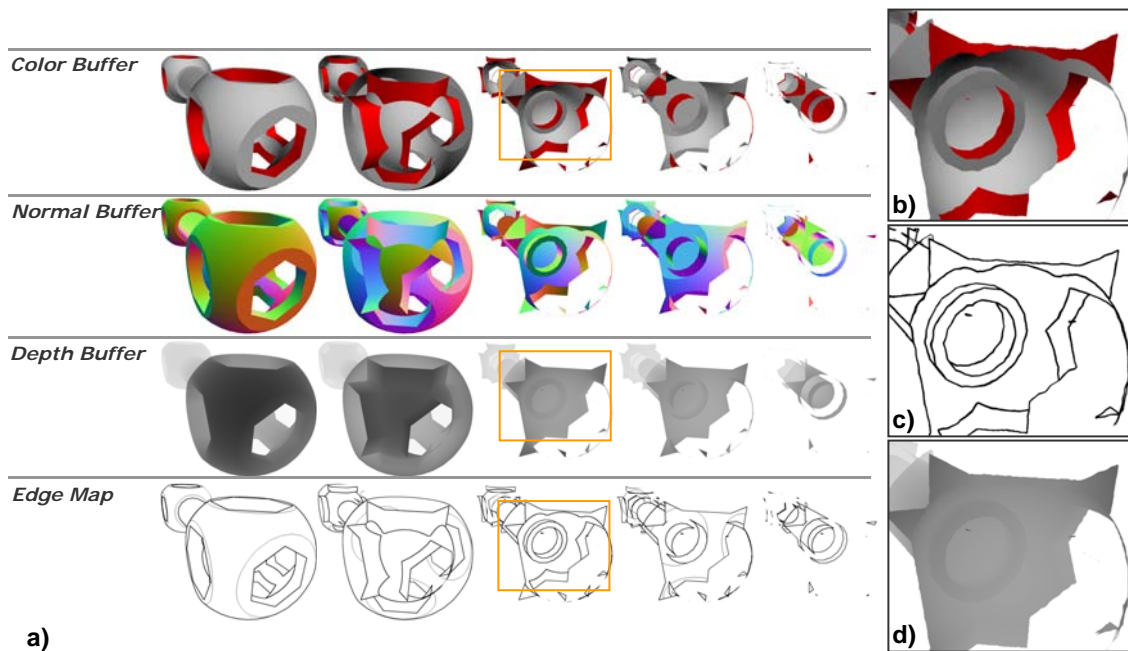 Color Buffer
Normal Buffer
Depth Buffer
Edge Map
a)
b)
c)
d)